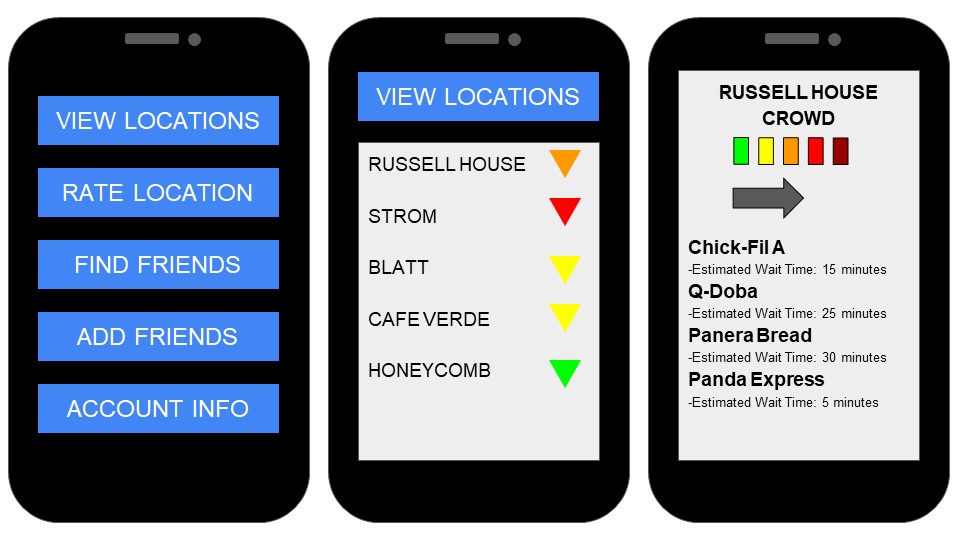 VIEW LOCATIONS
RATE LOCATION
FIND FRIENDS
ADD FRIENDS
ACCOUNT INFO
VIEW LOCATIONS
RUSSELL HOUSE
STROM
BLATT
CAFE VERDE
HONEYCOMB
RUSSELL HOUSE
CROWD
Chick-Fil A
-Estimated Wait Time: 15 minutes
Q-Doba
-Estimated Wait Time: 25 minutes
Panera Bread
-Estimated Wait Time: 30 minutes
Panda Express
-Estimated Wait Time: 5 minutes